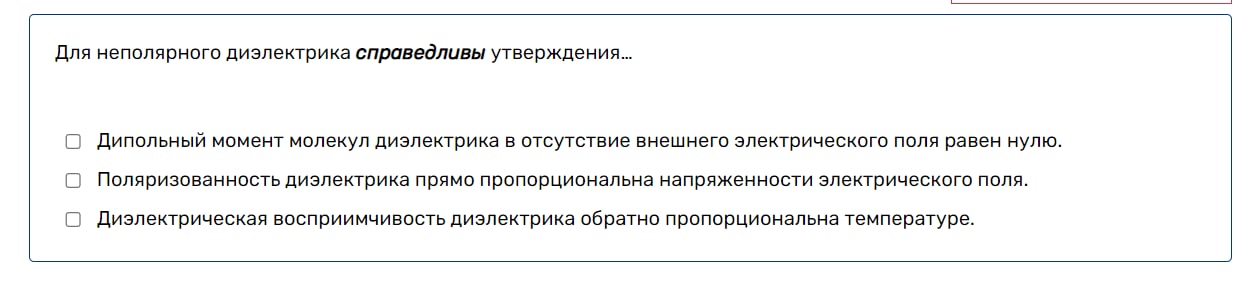 Для неполярного диэлектрика справедливы утверждения...
Дипольный момент молекул диэлектрика в отсутствие внешнего электрического поля равен нулю.
Поляризованность диэлектрика прямо пропорциональна напряженности электрического поля.
Диэлектрическая восприимчивость диэлектрика обратно пропорциональна температуре.